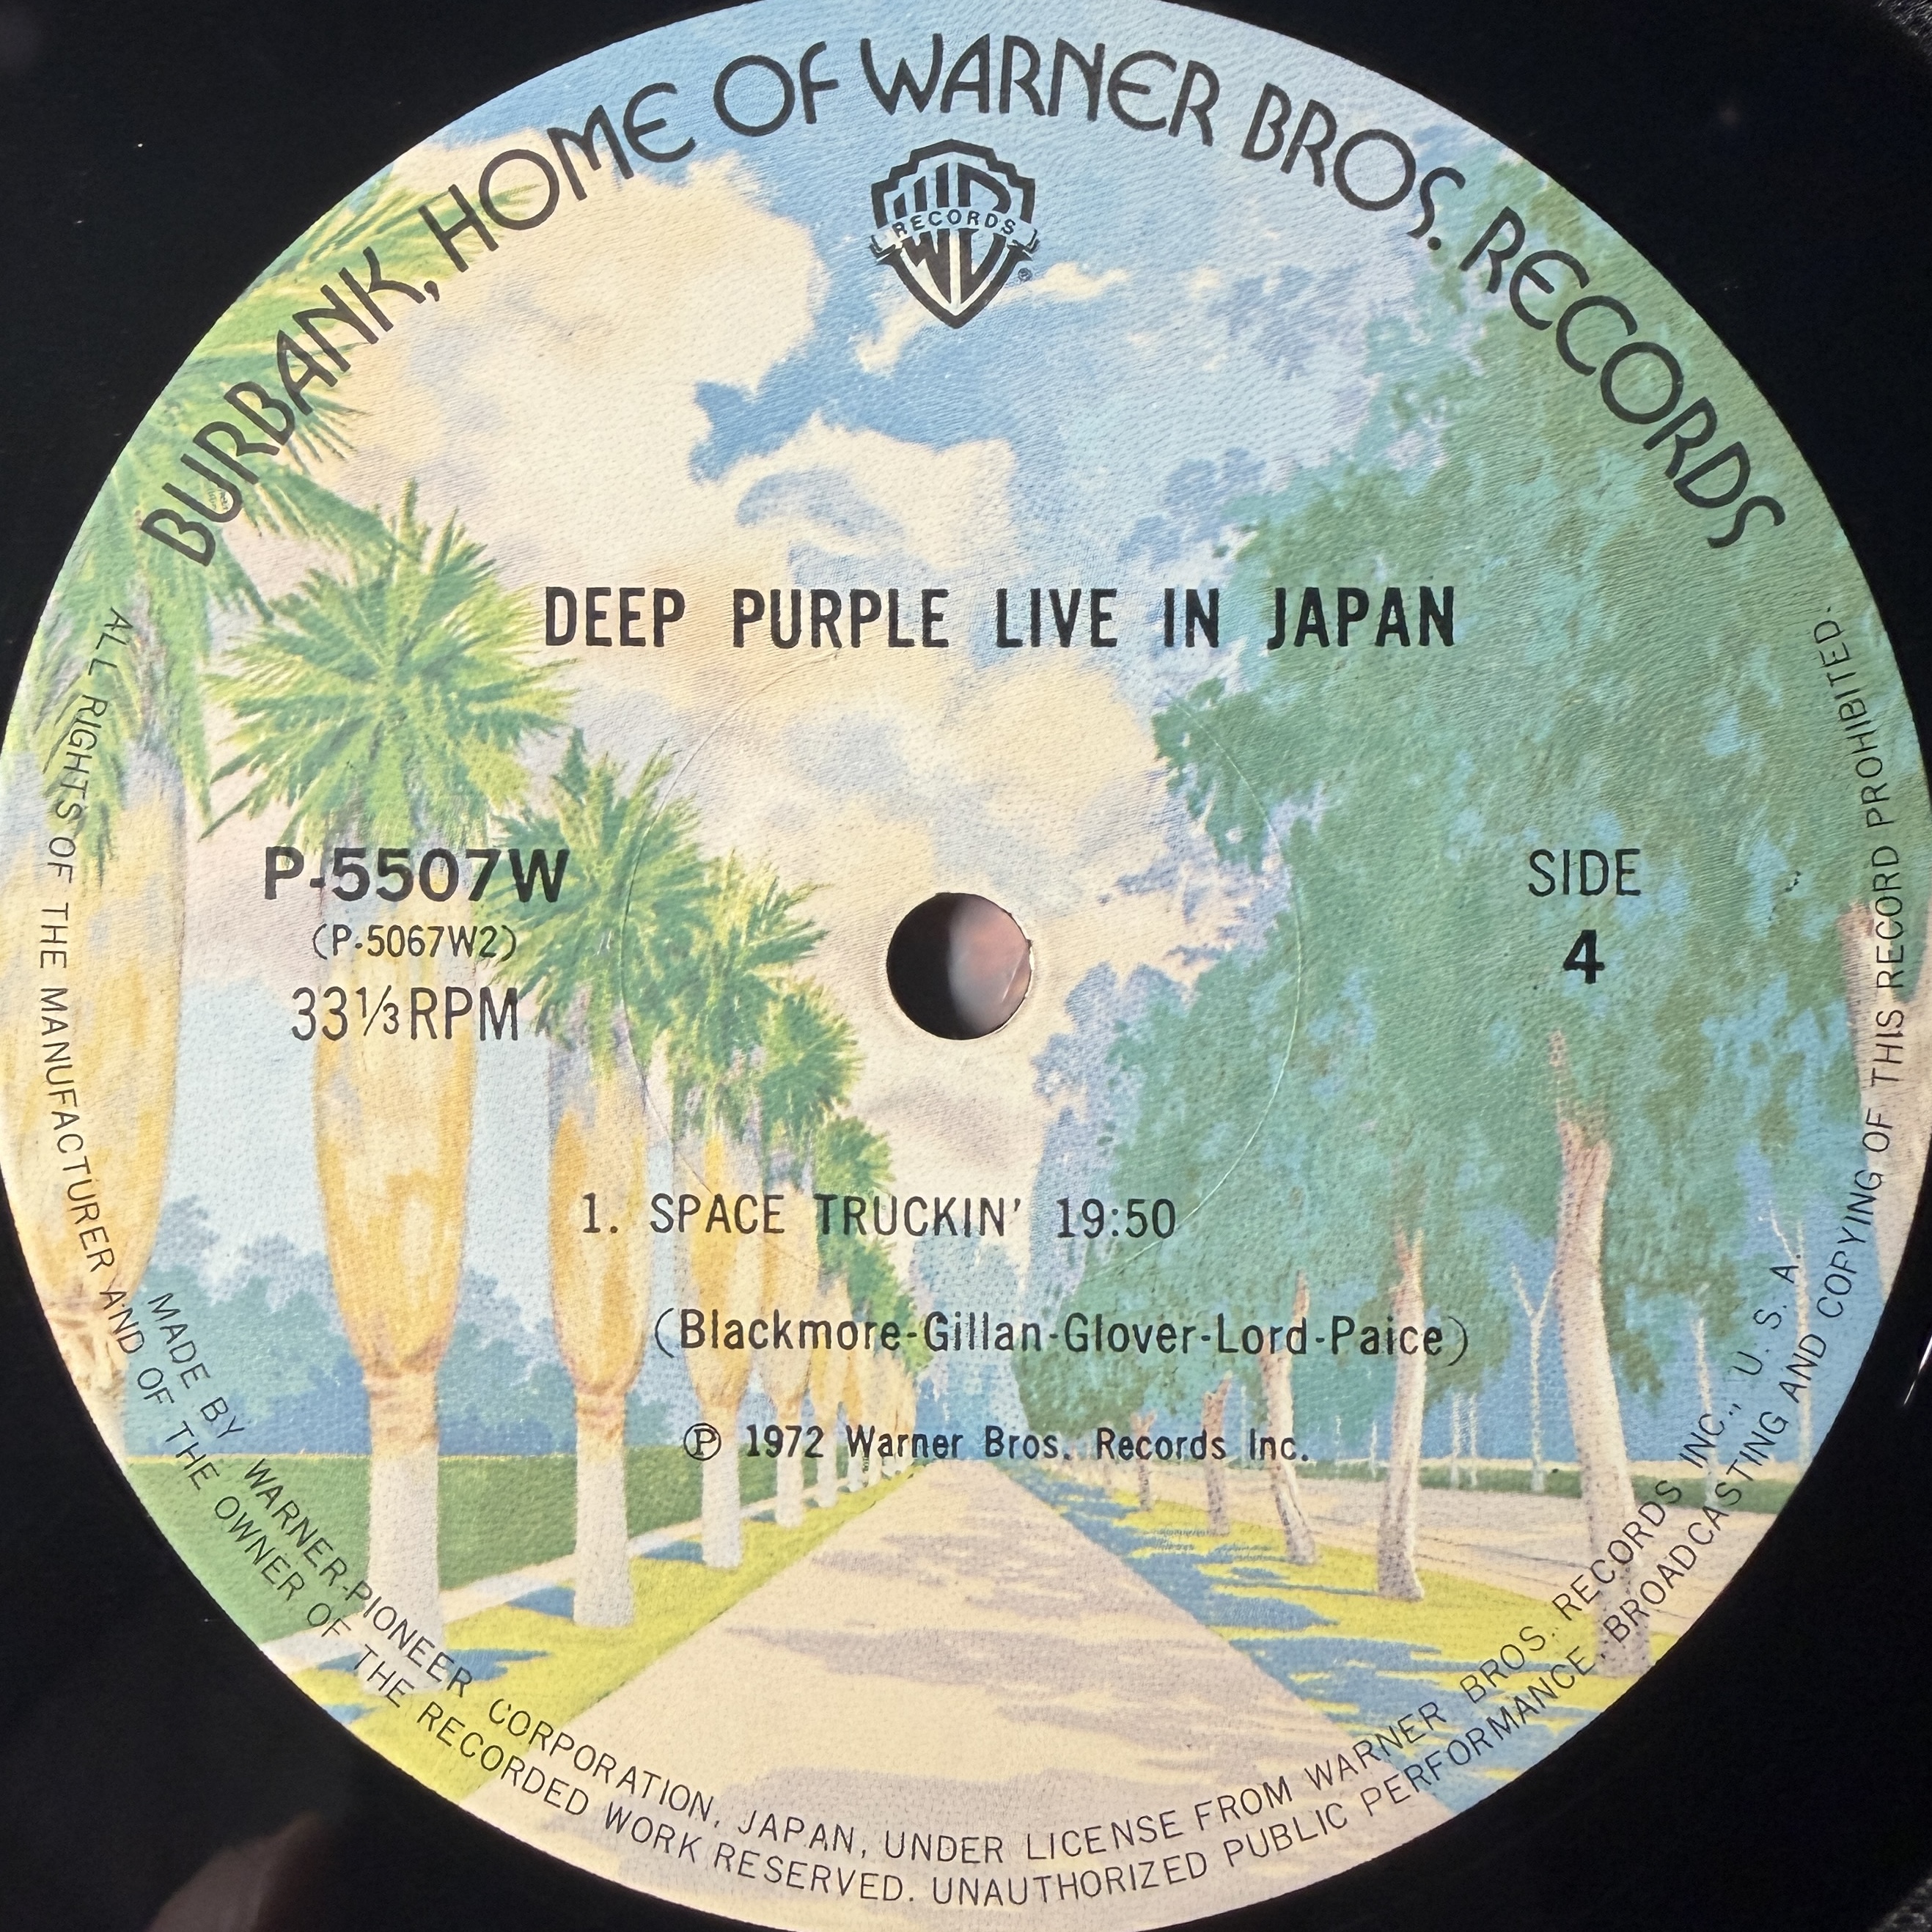 BURBANK, HOME OF WARNER BROS. RECORDS
RECORDS
®
DEEP PURPLE LIVE IN JAPAN
P-5507W
(P-5067W2)
33⅓RPM
SIDE
4
1. SPACE TRUCKIN' 19:50
(Blackmore-Gillan-Glover-Lord-Paice)
℗ 1972 Warner Bros. Records Inc.
MADE BY WARNER-PIONEER CORPORATION, JAPAN, UNDER LICENSE FROM WARNER BROS. RECORDS INC., U. S. A.
ALL RIGHTS OF THE MANUFACTURER AND OF THE OWNER OF THE RECORDED WORK RESERVED. UNAUTHORIZED PUBLIC PERFORMANCE, BROADCASTING AND COPYING OF THIS RECORD PROHIBITED.